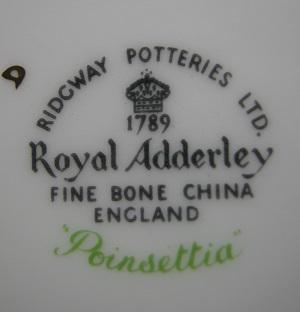 RIDGWAY POTTERIES LTD.
1789
Royal Adderley
FINE BONE CHINA
ENGLAND
"Poinsettia"